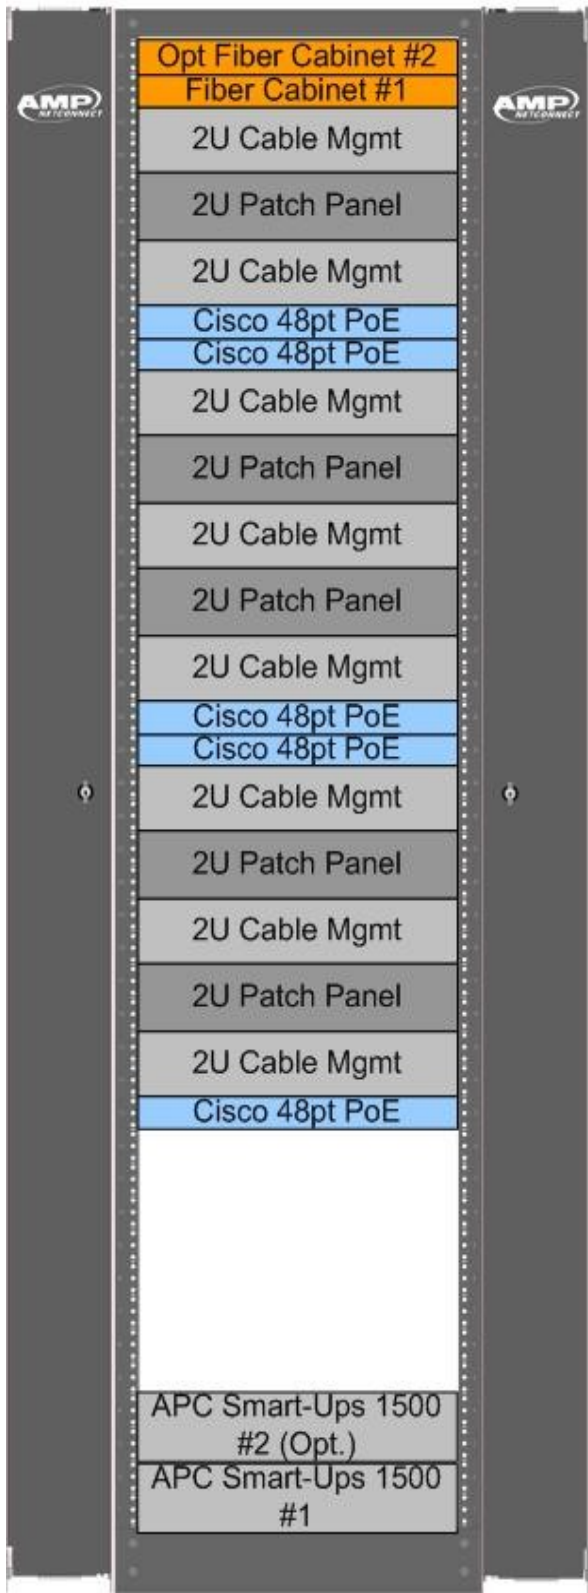 Opt Fiber Cabinet #2
Fiber Cabinet #1
AMP
NETCONNECT
AMP
NETCONNECT
2U Cable Mgmt
2U Patch Panel
2U Cable Mgmt
Cisco 48pt PoE
Cisco 48pt PoE
2U Cable Mgmt
2U Patch Panel
2U Cable Mgmt
2U Patch Panel
2U Cable Mgmt
Cisco 48pt PoE
Cisco 48pt PoE
2U Cable Mgmt
2U Patch Panel
2U Cable Mgmt
2U Patch Panel
2U Cable Mgmt
Cisco 48pt PoE
APC Smart-Ups 1500
#2 (Opt.)
APC Smart-Ups 1500
#1